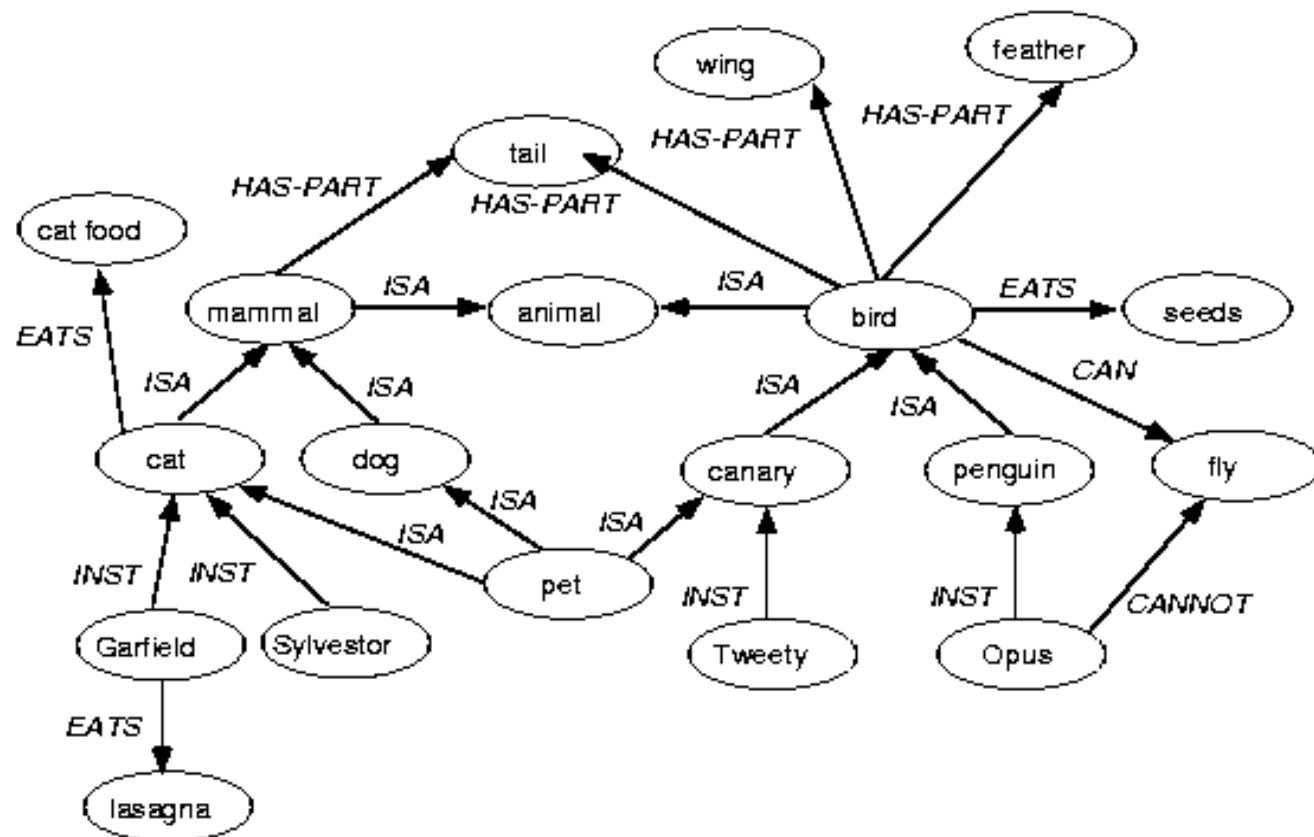 feather
wing
HAS-PART
HAS-PART
tail
HAS-PART
HAS-PART
cat food
ISA
ISA
EATS
mammal
animal
bird
seeds
EATS
CAN
ISA
ISA
ISA
ISA
cat
dog
canary
penguin
fly
ISA
ISA
ISA
pet
INST
INST
INST
INST
CANNOT
Garfield
Sylvestor
Tweety
Opus
EATS
lasagna